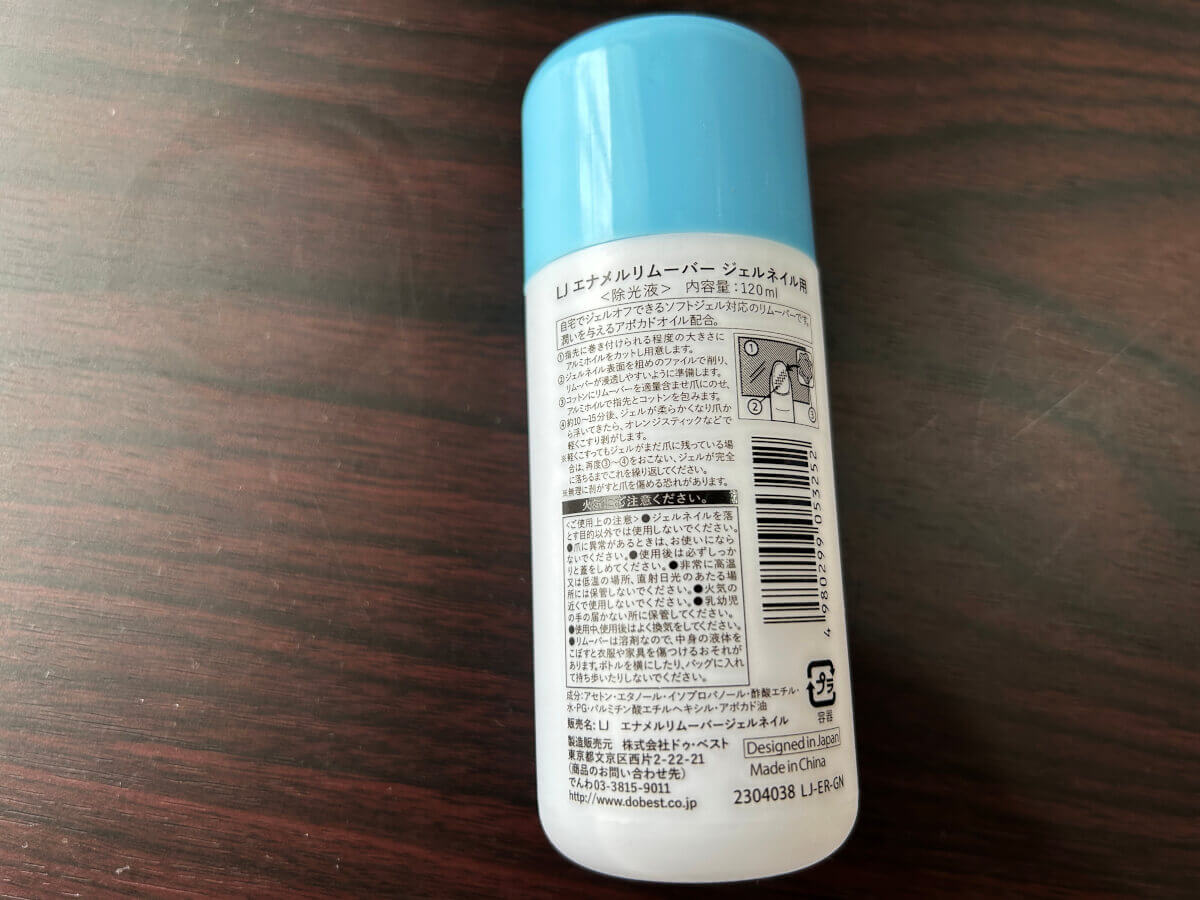 LJ エナメルリムーバー ジェルネイル用
＜除光液＞ 内容量：120ml
自宅でジェルオフできるソフトジェル対応のリムーバーです。
潤いを与えるアボカドオイル配合。
①指先に巻き付けられる程度の大きさに
アルミホイルをカットし用意します。
②ジェルネイル表面を粗めのファイルで削り、
リムーバーが浸透しやすいように準備します。
③コットンにリムーバーを適量含ませ爪にのせ、
アルミホイルで指先とコットンを包みます。
④約10〜15分後、ジェルが柔らかくなり爪か
ら浮いてきたら、オレンジスティックなどで
軽くこすり剥がします。
※軽くこすってもジェルがまだ爪に残っている場
合は、再度③〜④をおこない、ジェルが完全
に落ちるまでこれを繰り返してください。
※無理に剥がすと爪を傷める恐れがあります。
①
②
③
火気にご注意ください。
＜ご使用上の注意＞●ジェルネイルを落
とす目的以外では使用しないでください。
●爪に異常があるときは、お使いになら
ないでください。●使用後は必ずしっか
りと蓋をしめてください。●非常に高温
又は低温の場所、直射日光のあたる場
所には保管しないでください。●火気の
近くで使用しないでください。●乳幼児
の手の届かない所に保管してください。
●使用中、使用後はよく換気をしてください。
●リムーバーは溶剤なので、中身の液体を
こぼすと衣服や家具を傷つけるおそれが
あります。ボトルを横にしたり、バッグに入れ
て持ち歩いたりしないでください。
4 980299 053252
成分：アセトン・エタノール・イソプロパノール・酢酸エチル・
水・PG・パルミチン酸エチルヘキシル・アボカド油
販売名：LJ エナメルリムーバージェルネイル
プラ
容器
製造販売元 株式会社ドゥ・ベスト
東京都文京区西片2-22-21
（商品のお問い合わせ先）
でんわ03-3815-9011
http://www.dobest.co.jp
Designed in Japan
Made in China
2304038 LJ-ER-GN